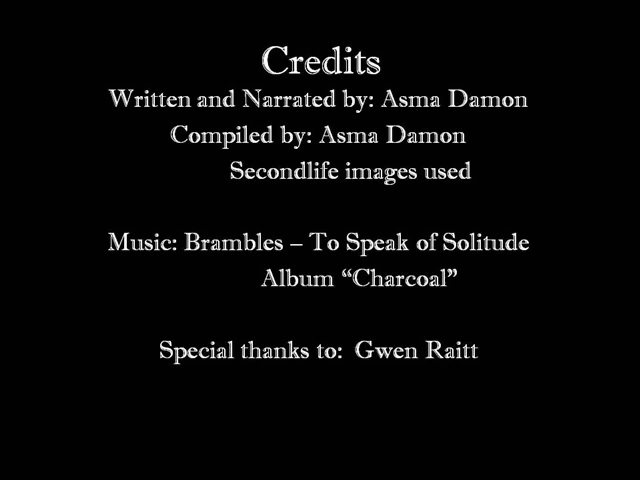 Credits
Written and Narrated by: Asma Damon
Compiled by: Asma Damon
Secondlife images used
Music: Brambles – To Speak of Solitude
Album “Charcoal”
Special thanks to:  Gwen Raitt